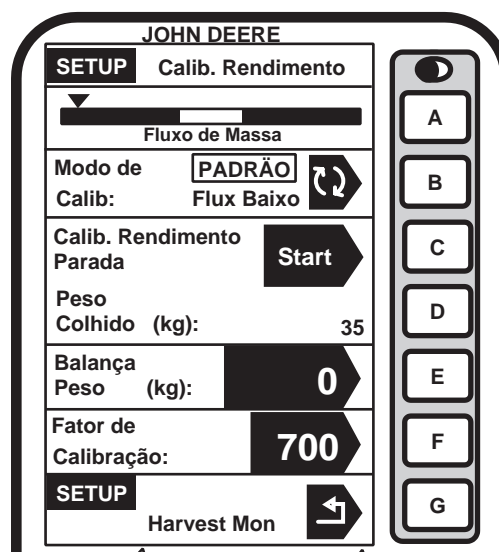 JOHN DEERE
SETUP Calib. Rendimento
Fluxo de Massa
Modo de PADRÄO
Calib: Flux Baixo
Calib. Rendimento
Parada Start
Peso
Colhido (kg): 35
Balança
Peso (kg): 0
Fator de
Calibração: 700
SETUP
Harvest Mon
A
B
C
D
E
F
G